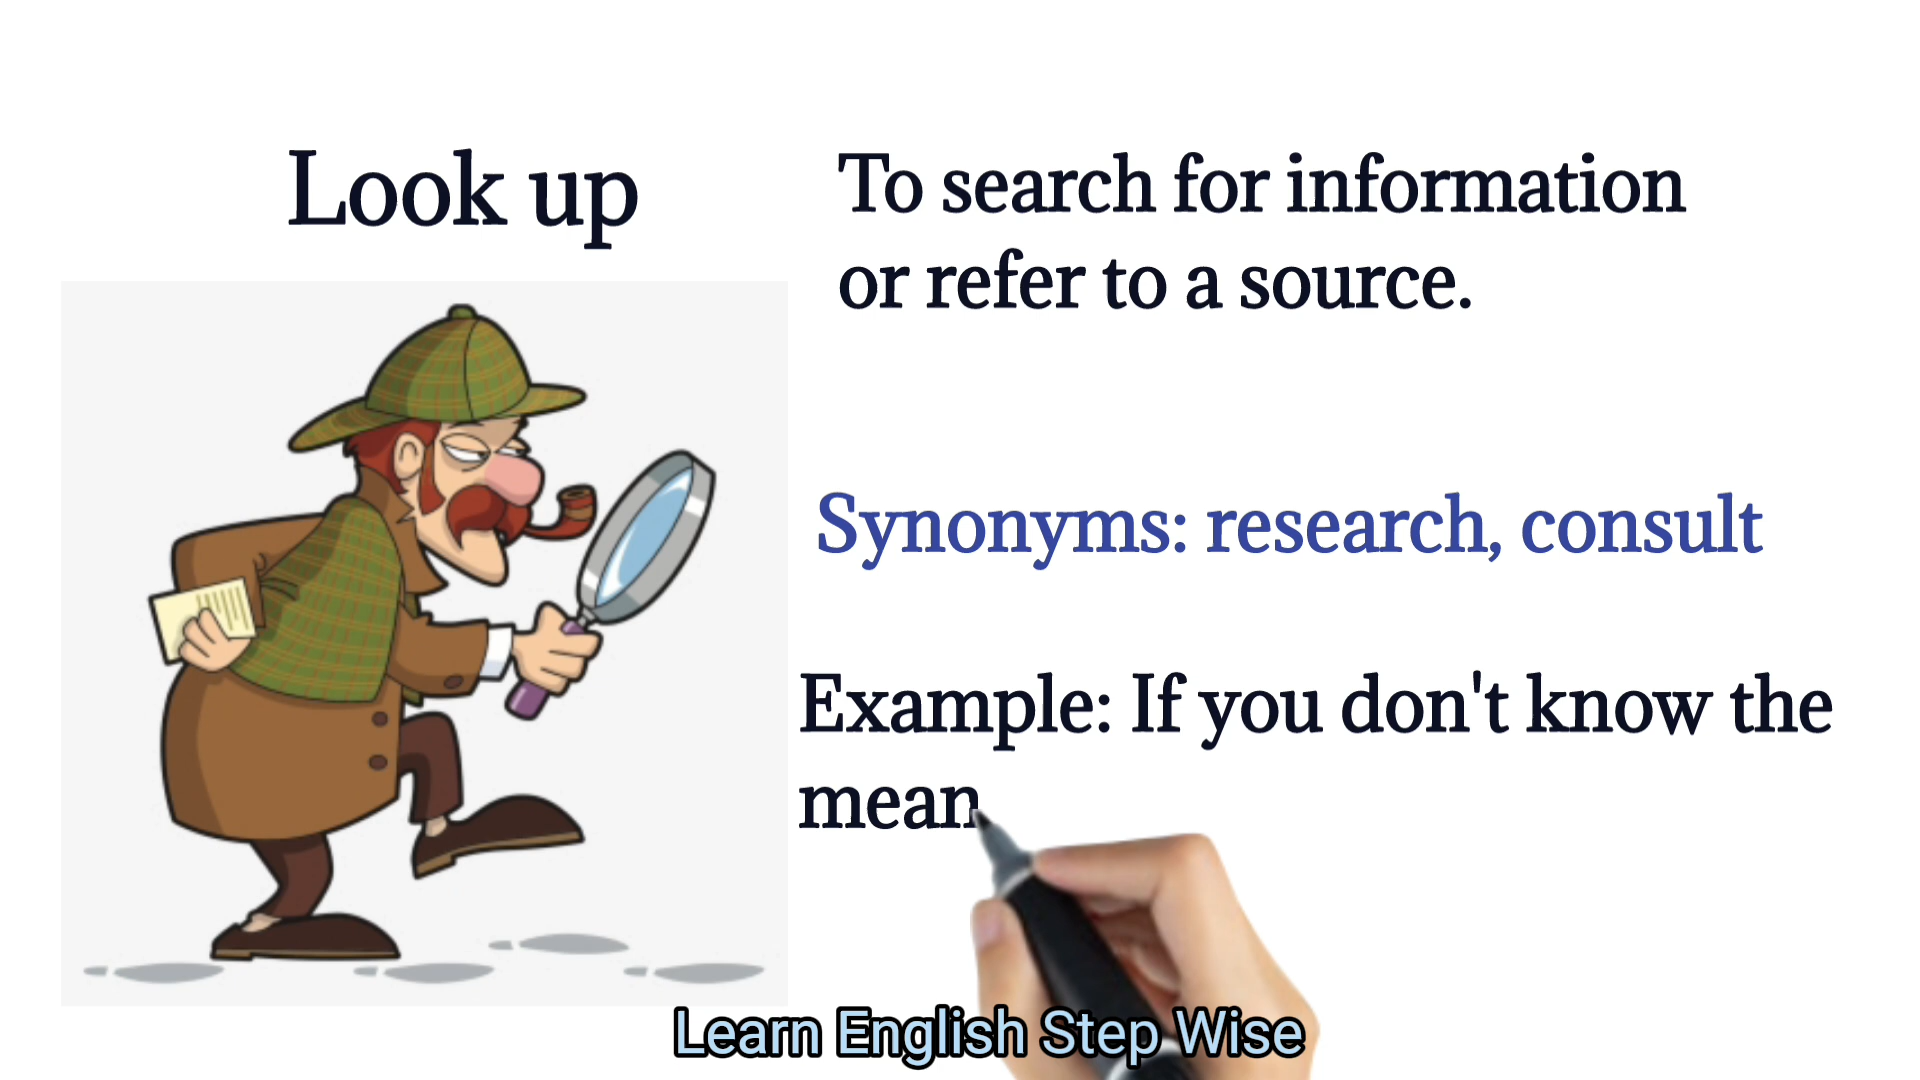 Look up
To search for information
or refer to a source.
Synonyms: research, consult
Example: If you don't know the
mean
Learn English Step Wise